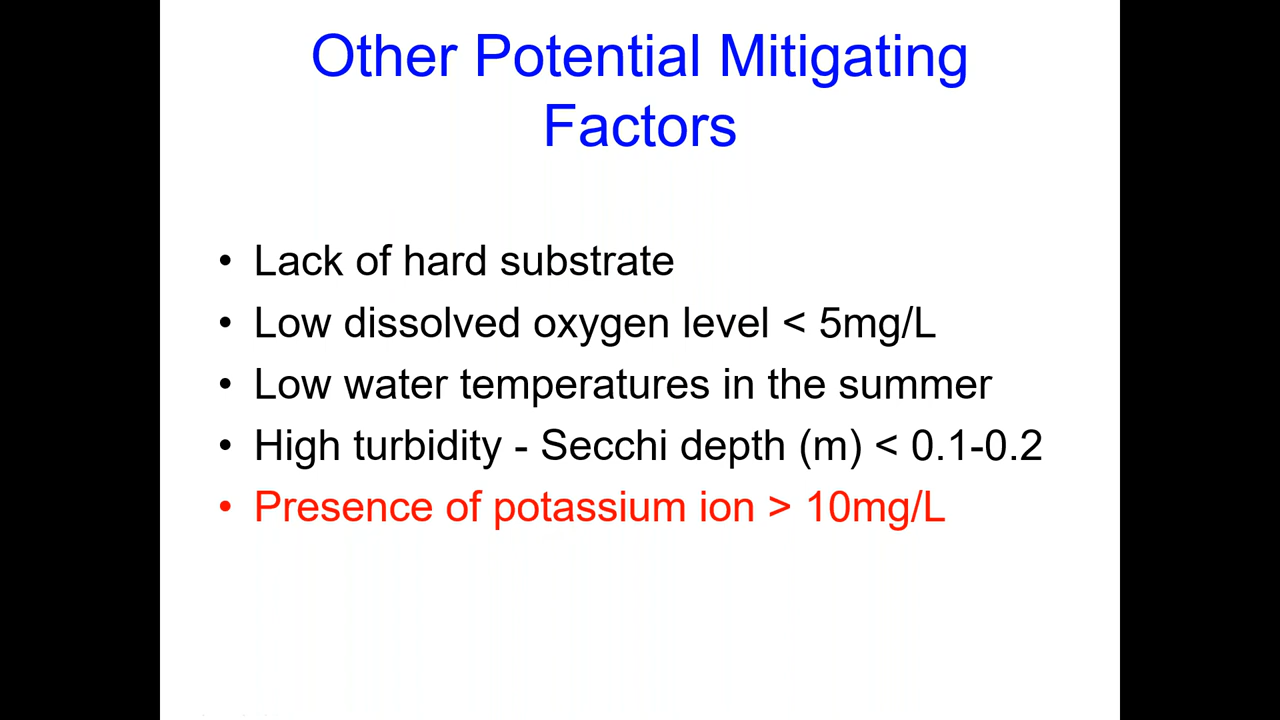 Other Potential Mitigating
Factors
• Lack of hard substrate
• Low dissolved oxygen level < 5mg/L
• Low water temperatures in the summer
• High turbidity - Secchi depth (m) < 0.1-0.2
• Presence of potassium ion > 10mg/L